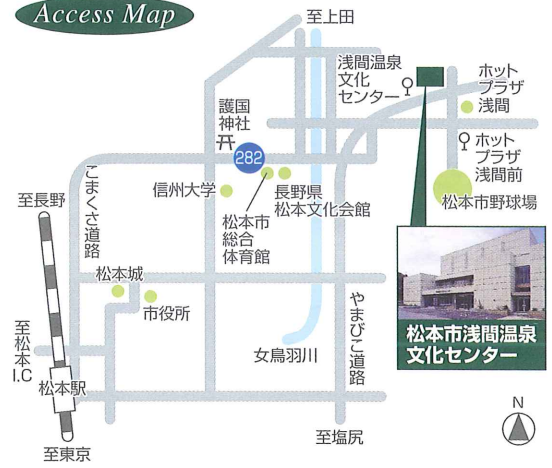 Access Map
至上田
浅間温泉
文化
センター
ホット
プラザ
浅間
護国
神社
282
ホット
プラザ
浅間前
こまくさ道路
信州大学
長野県
松本文化会館
松本市
総合
体育館
松本市野球場
至長野
松本城
市役所
やまびこ道路
松本市浅間温泉
文化センター
至松本I.C
女鳥羽川
松本駅
N
至東京
至塩尻